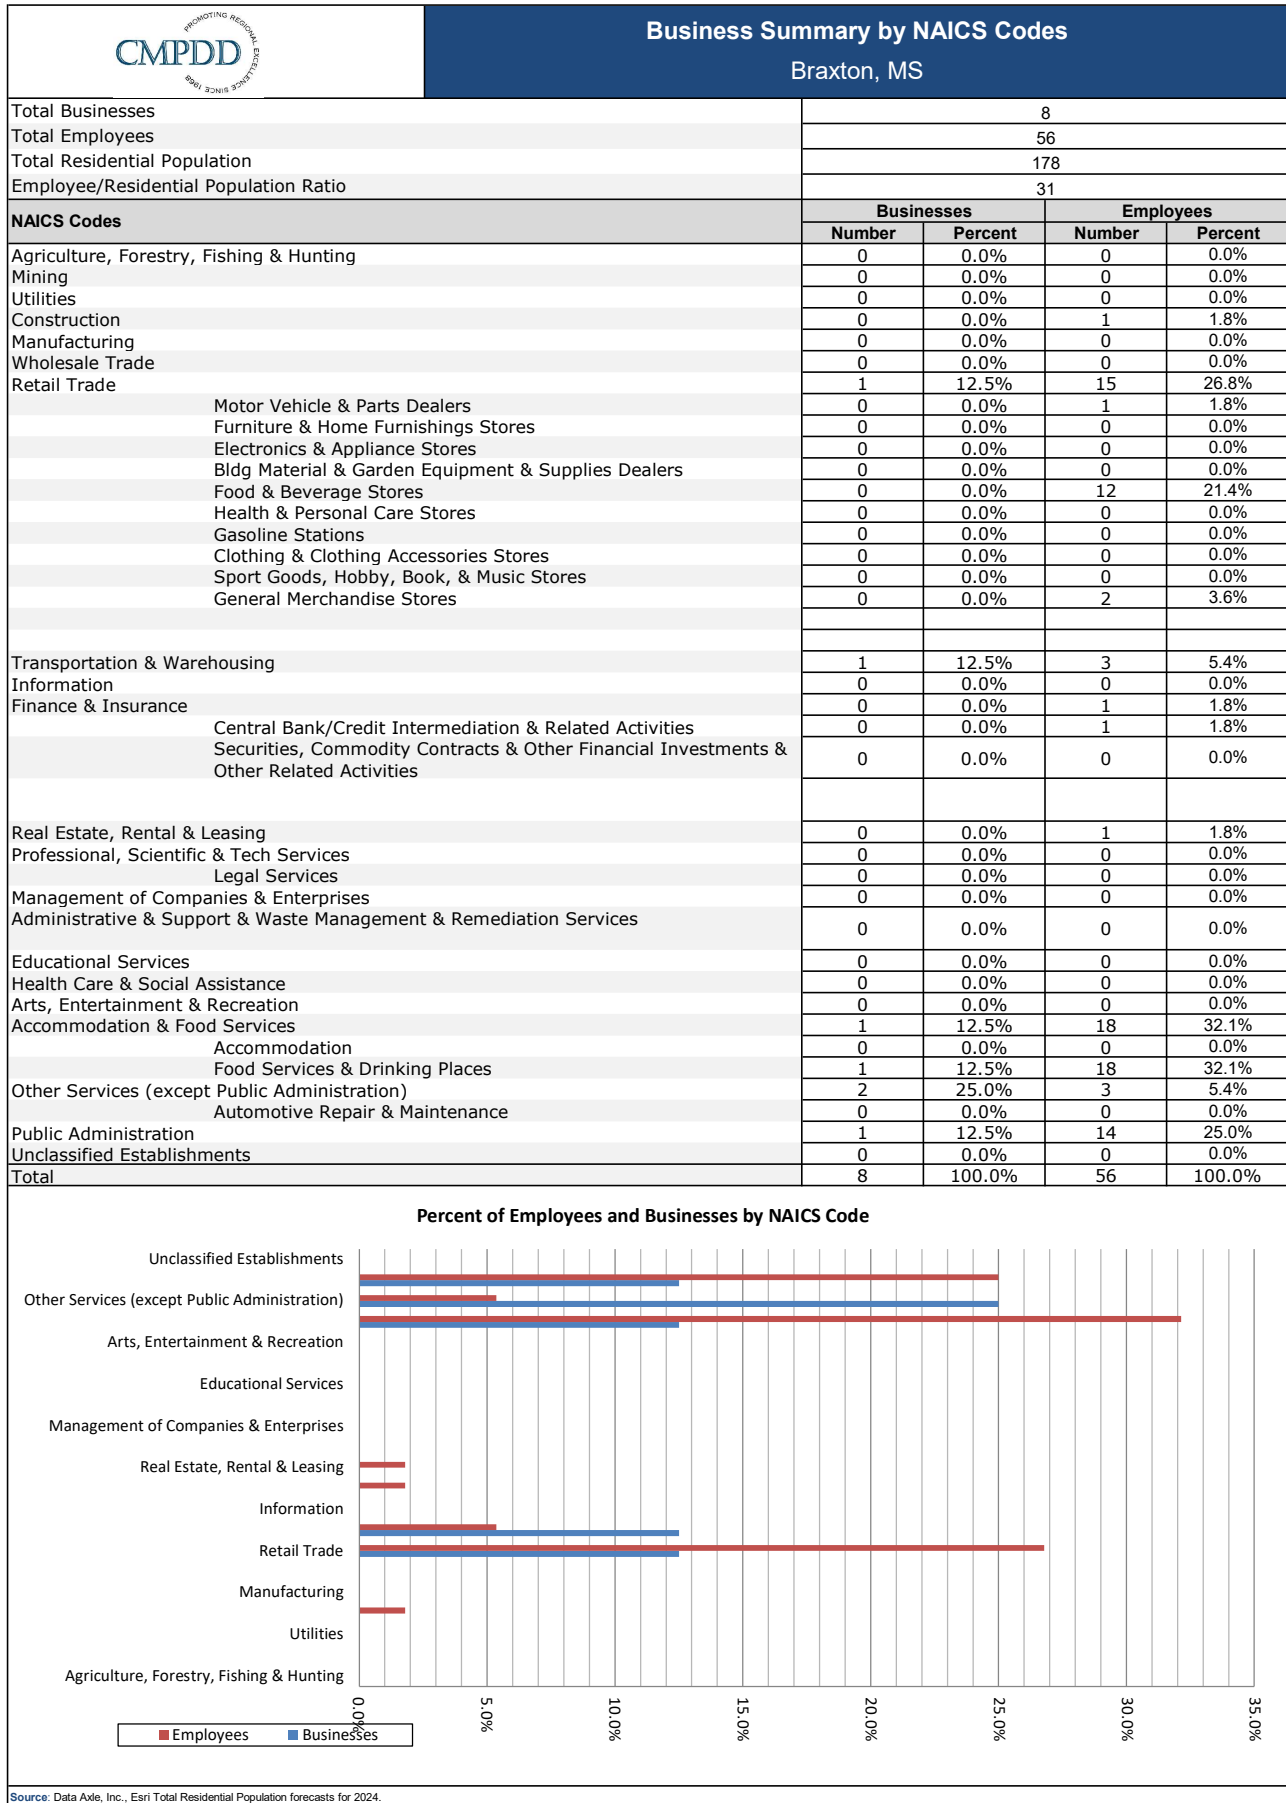 PROMOTING REGIONAL EXCELLENCE SINCE 1968
CMPDD
Business Summary by NAICS Codes
Braxton, MS
Total Businesses 8
Total Employees 56
Total Residential Population 178
Employee/Residential Population Ratio 31
NAICS Codes Businesses Employees
Number Percent Number Percent
Agriculture, Forestry, Fishing & Hunting 0 0.0% 0 0.0%
Mining 0 0.0% 0 0.0%
Utilities 0 0.0% 0 0.0%
Construction 0 0.0% 1 1.8%
Manufacturing 0 0.0% 0 0.0%
Wholesale Trade 0 0.0% 0 0.0%
Retail Trade 1 12.5% 15 26.8%
Motor Vehicle & Parts Dealers 0 0.0% 1 1.8%
Furniture & Home Furnishings Stores 0 0.0% 0 0.0%
Electronics & Appliance Stores 0 0.0% 0 0.0%
Bldg Material & Garden Equipment & Supplies Dealers 0 0.0% 0 0.0%
Food & Beverage Stores 0 0.0% 12 21.4%
Health & Personal Care Stores 0 0.0% 0 0.0%
Gasoline Stations 0 0.0% 0 0.0%
Clothing & Clothing Accessories Stores 0 0.0% 0 0.0%
Sport Goods, Hobby, Book, & Music Stores 0 0.0% 0 0.0%
General Merchandise Stores 0 0.0% 2 3.6%
Transportation & Warehousing 1 12.5% 3 5.4%
Information 0 0.0% 0 0.0%
Finance & Insurance 0 0.0% 1 1.8%
Central Bank/Credit Intermediation & Related Activities 0 0.0% 1 1.8%
Securities, Commodity Contracts & Other Financial Investments &
Other Related Activities 0 0.0% 0 0.0%
Real Estate, Rental & Leasing 0 0.0% 1 1.8%
Professional, Scientific & Tech Services 0 0.0% 0 0.0%
Legal Services 0 0.0% 0 0.0%
Management of Companies & Enterprises 0 0.0% 0 0.0%
Administrative & Support & Waste Management & Remediation Services 0 0.0% 0 0.0%
Educational Services 0 0.0% 0 0.0%
Health Care & Social Assistance 0 0.0% 0 0.0%
Arts, Entertainment & Recreation 0 0.0% 0 0.0%
Accommodation & Food Services 1 12.5% 18 32.1%
Accommodation 0 0.0% 0 0.0%
Food Services & Drinking Places 1 12.5% 18 32.1%
Other Services (except Public Administration) 2 25.0% 3 5.4%
Automotive Repair & Maintenance 0 0.0% 0 0.0%
Public Administration 1 12.5% 14 25.0%
Unclassified Establishments 0 0.0% 0 0.0%
Total 8 100.0% 56 100.0%
Percent of Employees and Businesses by NAICS Code
Unclassified Establishments
Other Services (except Public Administration)
Arts, Entertainment & Recreation
Educational Services
Management of Companies & Enterprises
Real Estate, Rental & Leasing
Information
Retail Trade
Manufacturing
Utilities
Agriculture, Forestry, Fishing & Hunting
0.0% 5.0% 10.0% 15.0% 20.0% 25.0% 30.0% 35.0%
Employees Businesses
Source: Data Axle, Inc., Esri Total Residential Population forecasts for 2024.